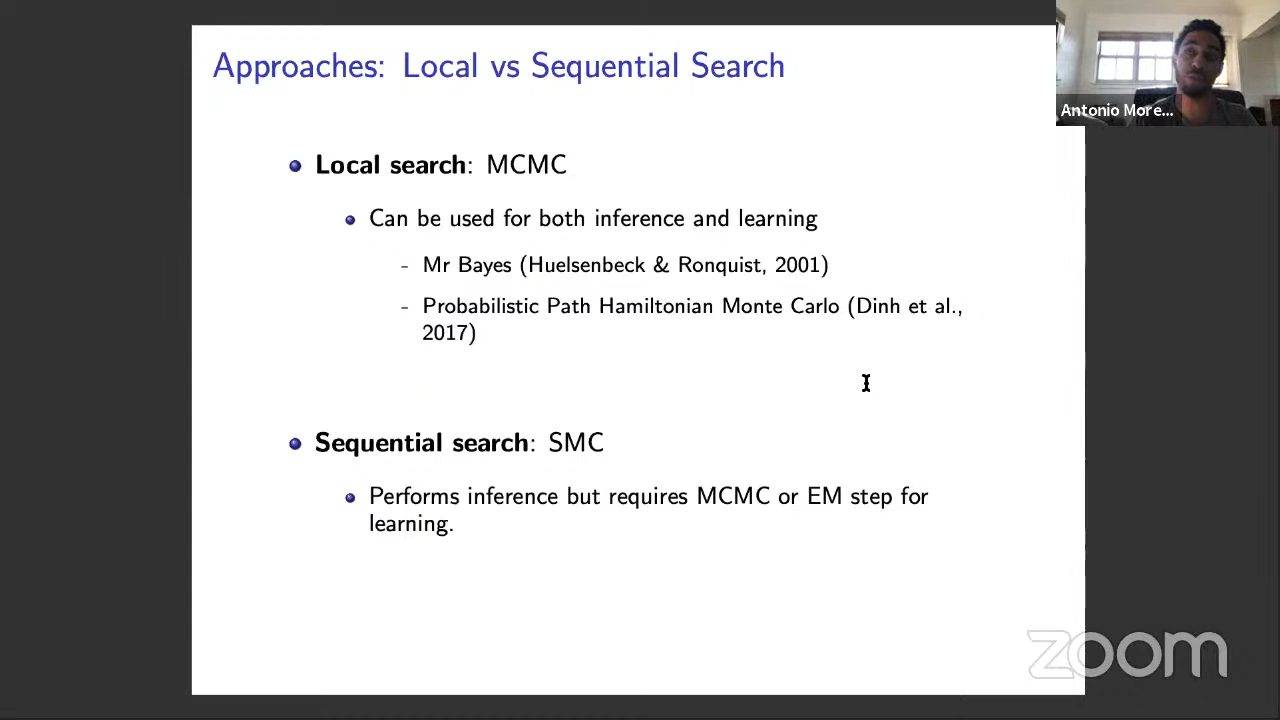 Approaches: Local vs Sequential Search
Antonio More...
Local search: MCMC
Can be used for both inference and learning
- Mr Bayes (Huelsenbeck & Ronquist, 2001)
- Probabilistic Path Hamiltonian Monte Carlo (Dinh et al.,
2017)
Sequential search: SMC
Performs inference but requires MCMC or EM step for
learning.
zoom